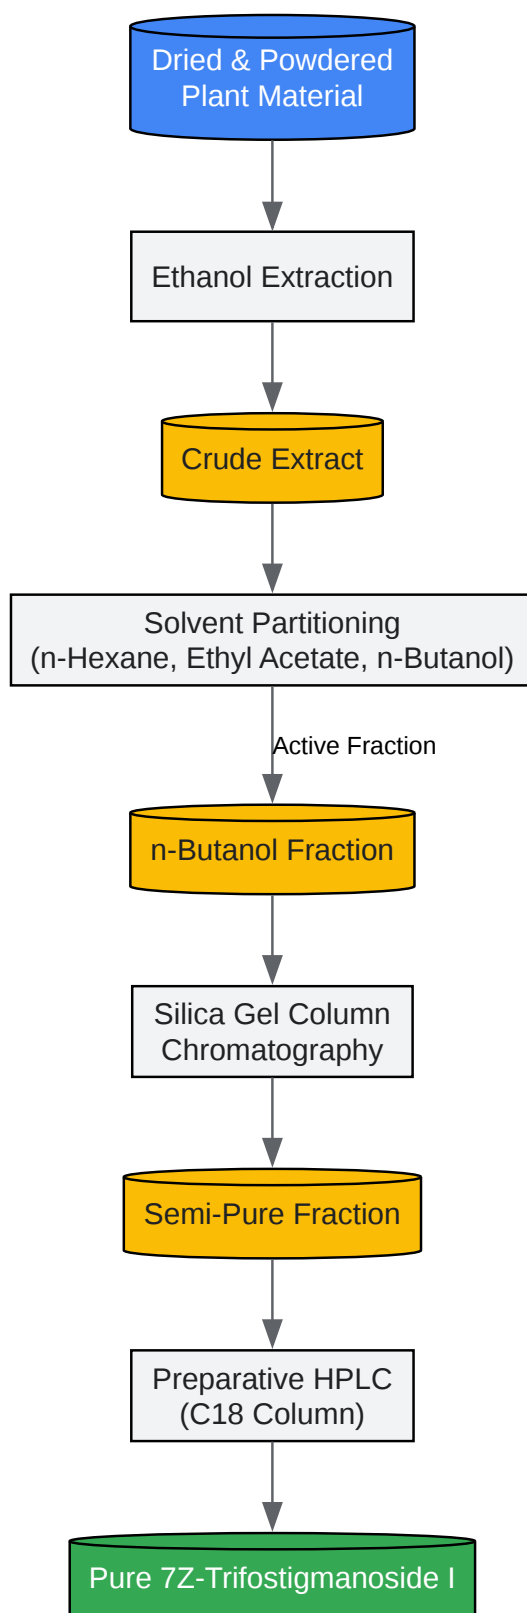 Dried & Powdered
Plant Material
Ethanol Extraction
Crude Extract
Solvent Partitioning
(n-Hexane, Ethyl Acetate, n-Butanol)
Active Fraction
n-Butanol Fraction
Silica Gel Column
Chromatography
Semi-Pure Fraction
Preparative HPLC
(C18 Column)
Pure 7Z-Trifostigmanoside I